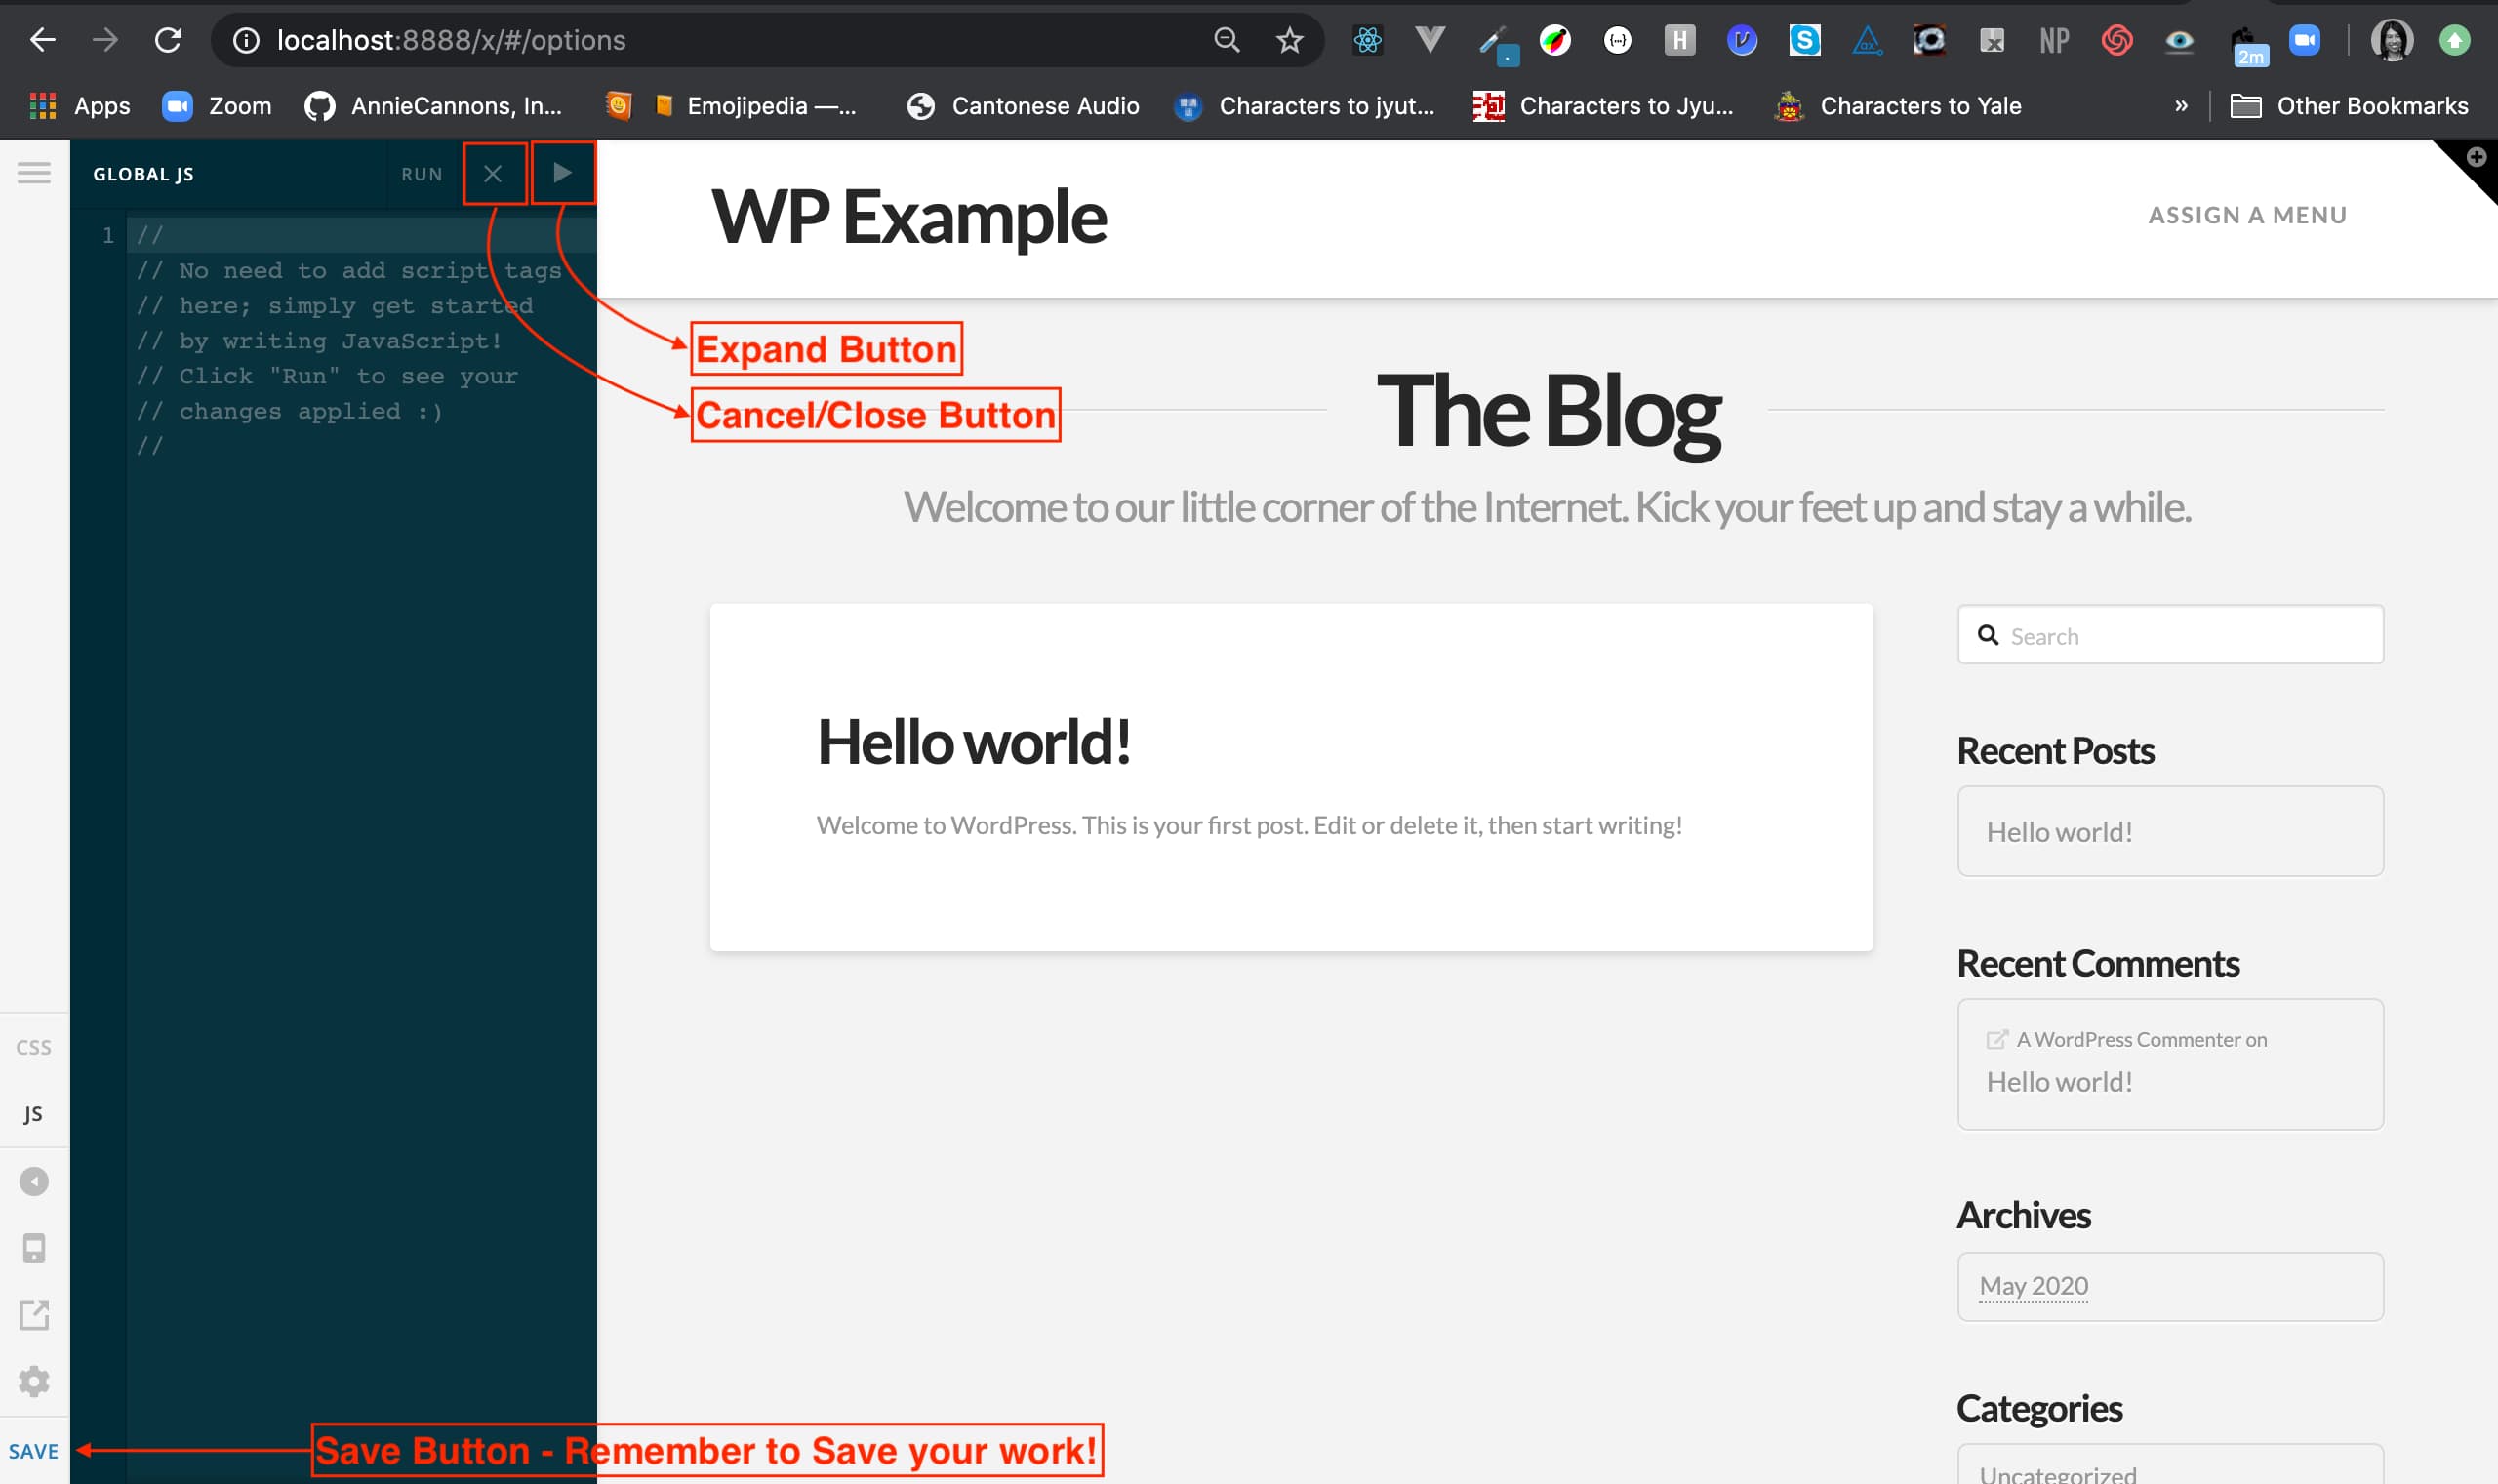 localhost:8888/x/#/options
H
S
NP
2m
Apps
Zoom
AnnieCannons, In...
Emojipedia —...
Cantonese Audio
Characters to jyut...
Characters to Jyu...
Characters to Yale
»
Other Bookmarks
GLOBAL JS
RUN
1 //
// No need to add script tags
// here; simply get started
// by writing JavaScript!
// Click "Run" to see your
// changes applied :)
//
CSS
JS
SAVE
Expand Button
Cancel/Close Button
Save Button - Remember to Save your work!
WP Example
ASSIGN A MENU
The Blog
Welcome to our little corner of the Internet. Kick your feet up and stay a while.
Hello world!
Welcome to WordPress. This is your first post. Edit or delete it, then start writing!
Search
Recent Posts
Hello world!
Recent Comments
A WordPress Commenter on
Hello world!
Archives
May 2020
Categories
Uncategorized